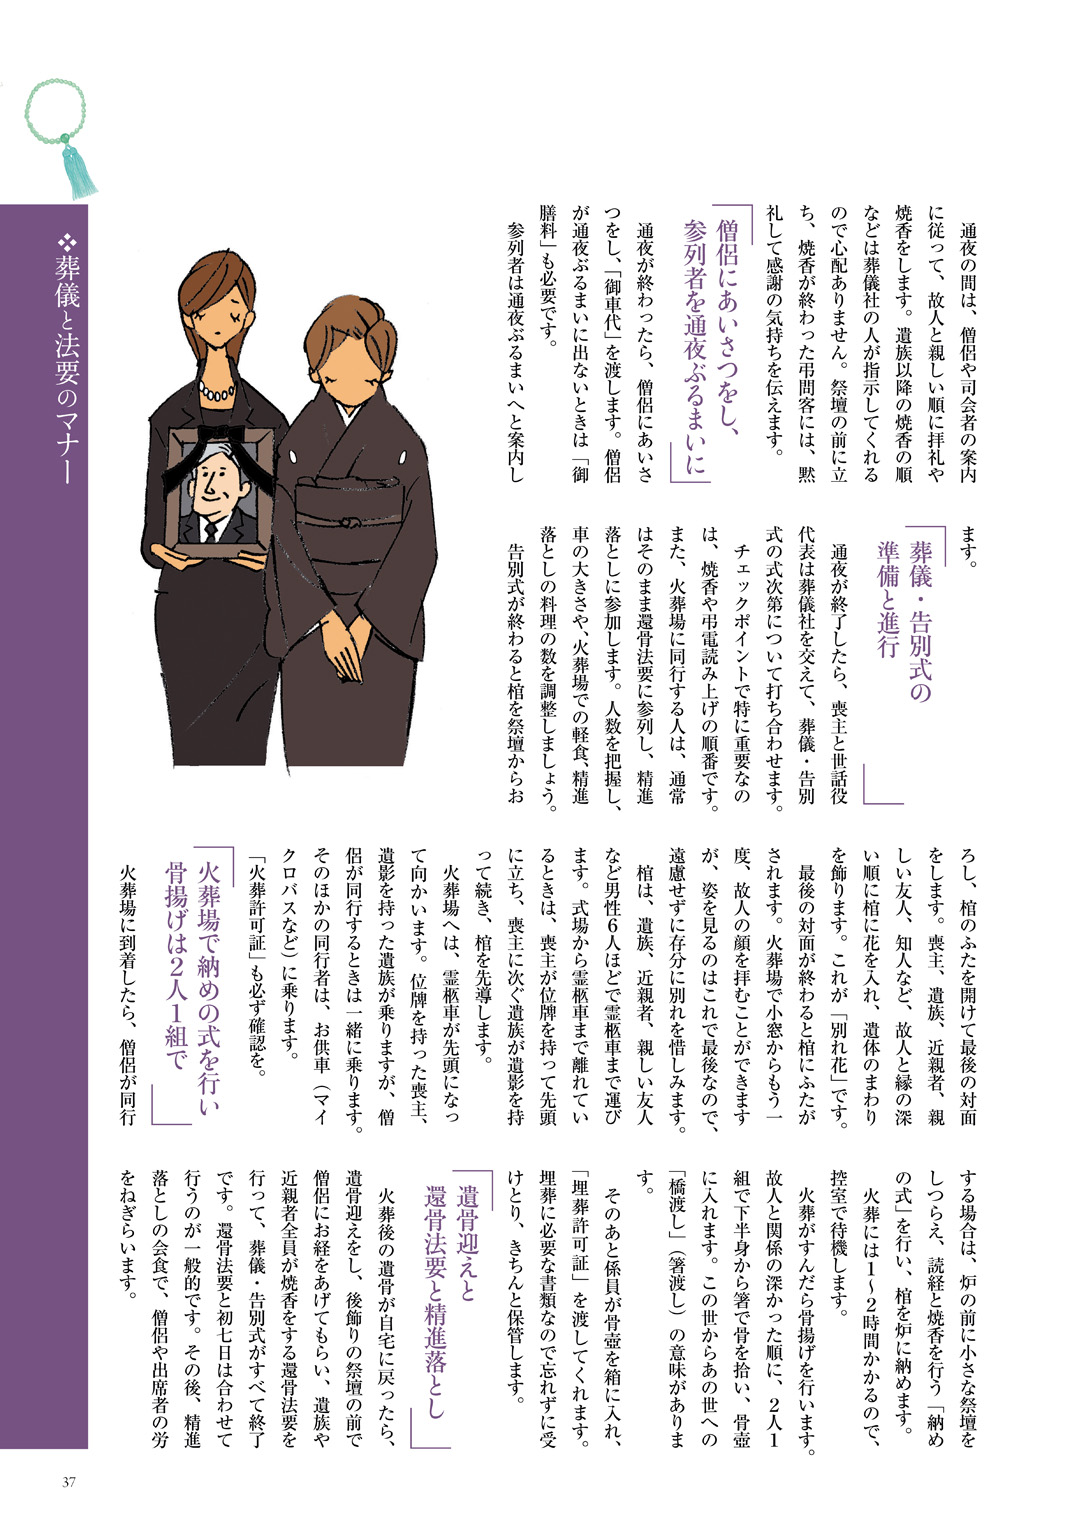 ❖葬儀と法要のマナー
通夜の間は、僧侶や司会者の案内
に従って、故人と親しい順に拝礼や
焼香をします。遺族以降の焼香の順
などは葬儀社の人が指示してくれる
ので心配ありません。祭壇の前に立
ち、焼香が終わった弔問客には、黙
礼して感謝の気持ちを伝えます。
僧侶にあいさつをし、
参列者を通夜ぶるまいに
通夜が終わったら、僧侶にあいさ
つをし、「御車代」を渡します。僧侶
が通夜ぶるまいに出ないときは「御
膳料」も必要です。
参列者は通夜ぶるまいへと案内し
ます。
葬儀・告別式の
準備と進行
通夜が終了したら、喪主と世話役
代表は葬儀社を交えて、葬儀・告別
式の式次第について打ち合わせます。
チェックポイントで特に重要なの
は、焼香や弔電読み上げの順番です。
また、火葬場に同行する人は、通常
はそのまま還骨法要に参列し、精進
落としに参加します。人数を把握し、
車の大きさや、火葬場での軽食、精進
落としの料理の数を調整しましょう。
告別式が終わると棺を祭壇からお
ろし、棺のふたを開けて最後の対面
をします。喪主、遺族、近親者、親
しい友人、知人など、故人と縁の深
い順に棺に花を入れ、遺体のまわり
を飾ります。これが「別れ花」です。
最後の対面が終わると棺にふたが
されます。火葬場で小窓からもう一
度、故人の顔を拝むことができます
が、姿を見るのはこれで最後なので、
遠慮せずに存分に別れを惜しみます。
棺は、遺族、近親者、親しい友人
など男性6人ほどで霊柩車まで運び
ます。式場から霊柩車まで離れてい
るときは、喪主が位牌を持って先頭
に立ち、喪主に次ぐ遺族が遺影を持
って続き、棺を先導します。
火葬場へは、霊柩車が先頭になっ
て向かいます。位牌を持った喪主、
遺影を持った遺族が乗りますが、僧
侶が同行するときは一緒に乗ります。
そのほかの同行者は、お供車（マイ
クロバスなど）に乗ります。
「火葬許可証」も必ず確認を。
火葬場で納めの式を行い
骨揚げは2人1組で
火葬場に到着したら、僧侶が同行
する場合は、炉の前に小さな祭壇を
しつらえ、読経と焼香を行う「納め
の式」を行い、棺を炉に納めます。
火葬には1～2時間かかるので、
控室で待機します。
火葬がすんだら骨揚げを行います。
故人と関係の深かった順に、2人1
組で下半身から箸で骨を拾い、骨壺
に入れます。この世からあの世への
「橋渡し」（箸渡し）の意味がありま
す。
そのあと係員が骨壺を箱に入れ、
「埋葬許可証」を渡してくれます。
埋葬に必要な書類なので忘れずに受
けとり、きちんと保管します。
遺骨迎えと
還骨法要と精進落とし
火葬後の遺骨が自宅に戻ったら、
遺骨迎えをし、後飾りの祭壇の前で
僧侶にお経をあげてもらい、遺族や
近親者全員が焼香をする還骨法要を
行って、葬儀・告別式がすべて終了
です。還骨法要と初七日は合わせて
行うのが一般的です。その後、精進
落としの会食で、僧侶や出席者の労
をねぎらいます。
37